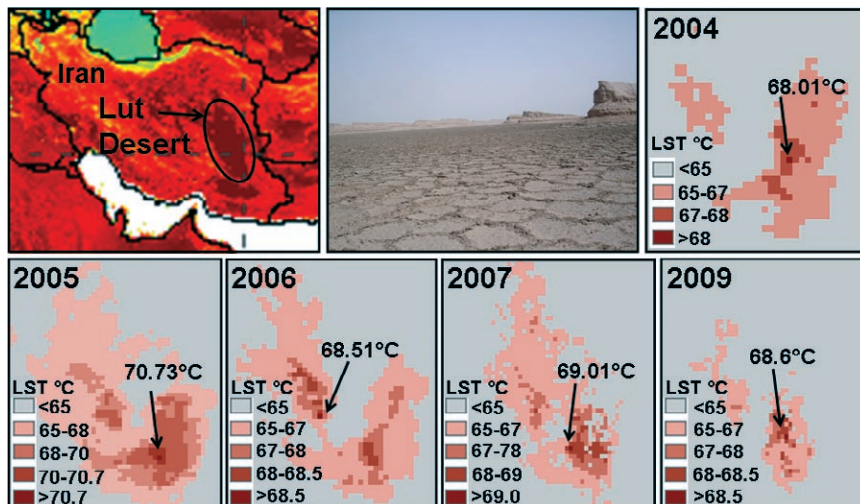 Iran
Lut
Desert
2004
68.01°C
LST °C
<65
65-67
67-68
>68
2005
70.73°C
LST °C
<65
65-68
68-70
70-70.7
>70.7
2006
68.51°C
LST °C
<65
65-67
67-68
68-68.5
>68.5
2007
69.01°C
LST °C
<65
65-67
67-78
68-69
>69.0
2009
68.6°C
LST °C
<65
65-67
67-68
68-68.5
>68.5